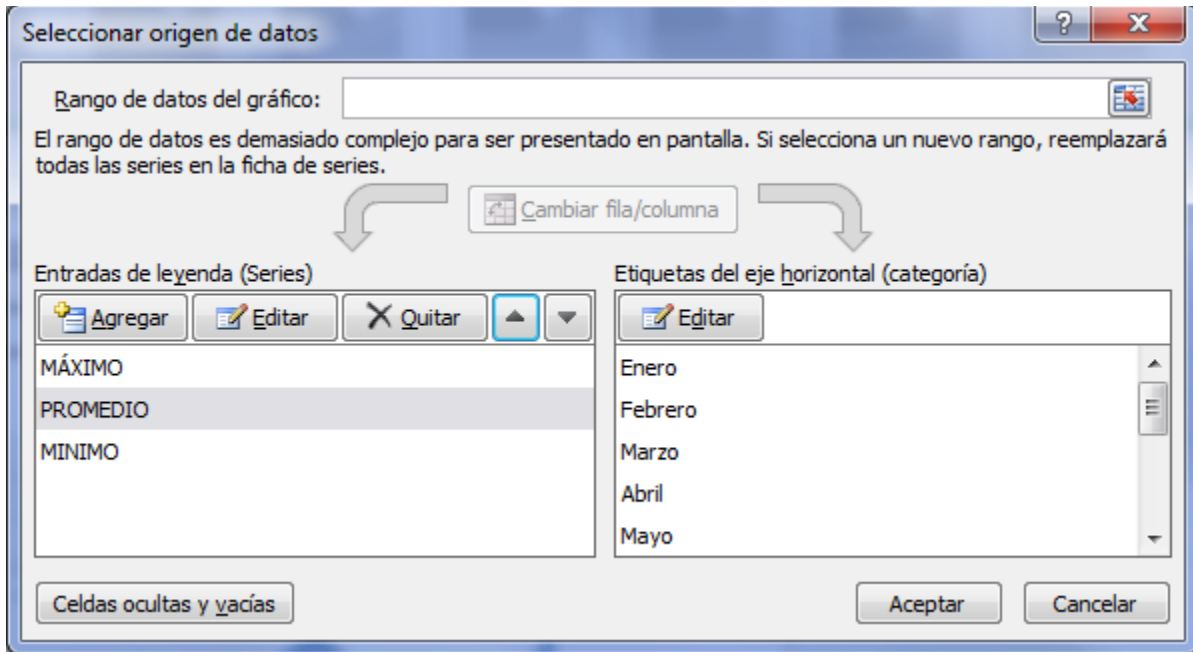 Seleccionar origen de datos
Rango de datos del gráfico:
El rango de datos es demasiado complejo para ser presentado en pantalla. Si selecciona un nuevo rango, reemplazará
todas las series en la ficha de series.
Cambiar fila/columna
Entradas de leyenda (Series)
Agregar Editar Quitar
MÁXIMO
PROMEDIO
MINIMO
Etiquetas del eje horizontal (categoría)
Editar
Enero
Febrero
Marzo
Abril
Mayo
Celdas ocultas y vacías
Aceptar Cancelar